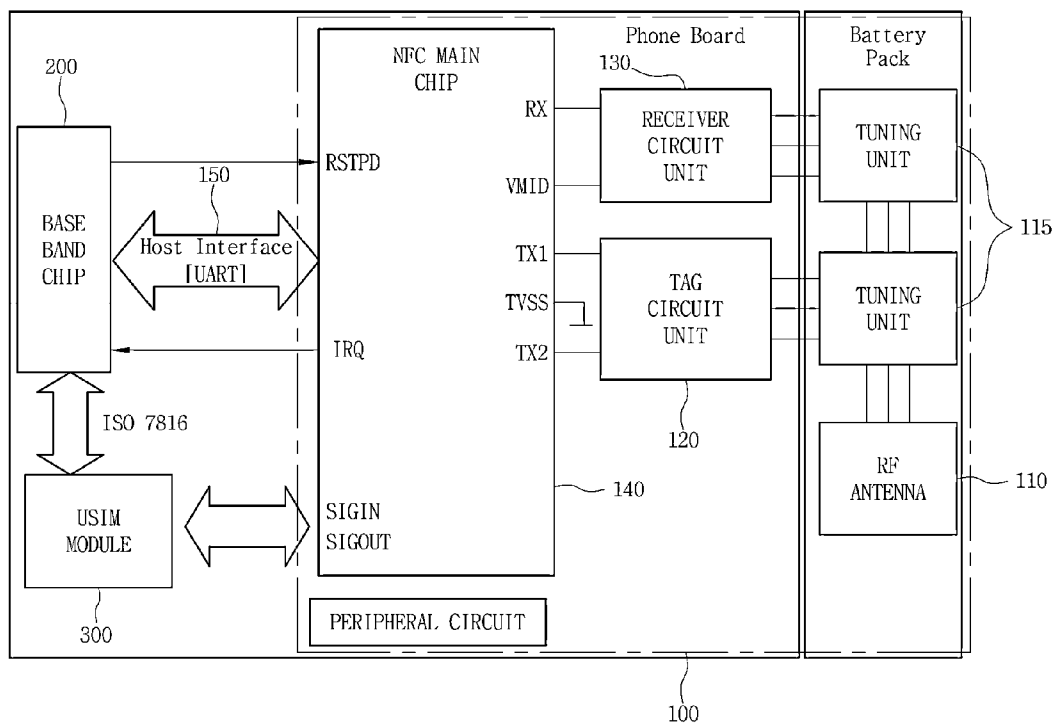 Phone Board
Battery
Pack
200
NFC MAIN
CHIP
130
RX
RECEIVER
CIRCUIT
UNIT
TUNING
UNIT
RSTPD
150
VMID
BASE
BAND
CHIP
Host Interface
[UART]
115
TX1
TAG
CIRCUIT
UNIT
TVSS
TUNING
UNIT
IRQ
TX2
ISO 7816
120
RF
ANTENNA
110
140
USIM
MODULE
SIGIN
SIGOUT
300
PERIPHERAL CIRCUIT
100